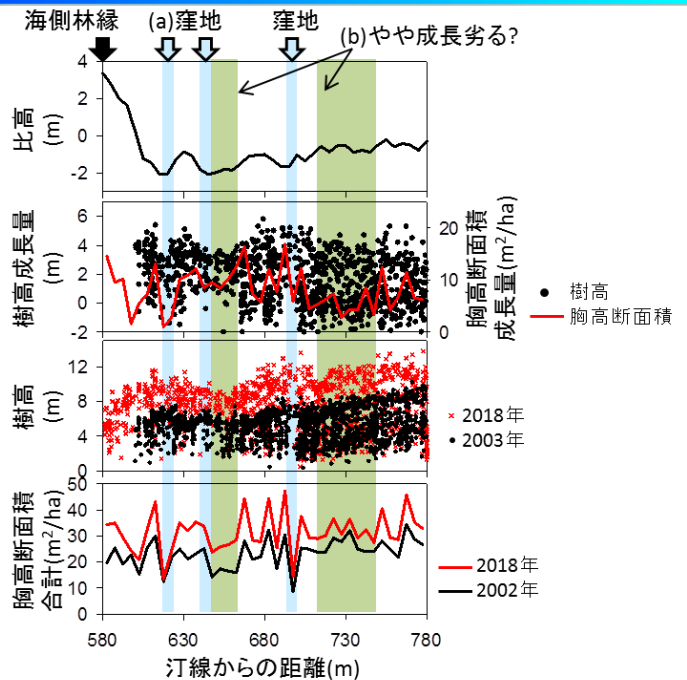 海側林縁 (a)窪地 窪地
(b)やや成長劣る?
比高
(m)
4
2
0
-2
樹高成長量
(m)
6
4
2
0
-2
20
10
0
胸高断面積
成長量(m²/ha)
樹高
胸高断面積
樹高
(m)
12
8
4
0
2018年
2003年
胸高断面積
合計(m²/ha)
50
40
30
20
10
0
2018年
2002年
580 630 680 730 780
汀線からの距離(m)